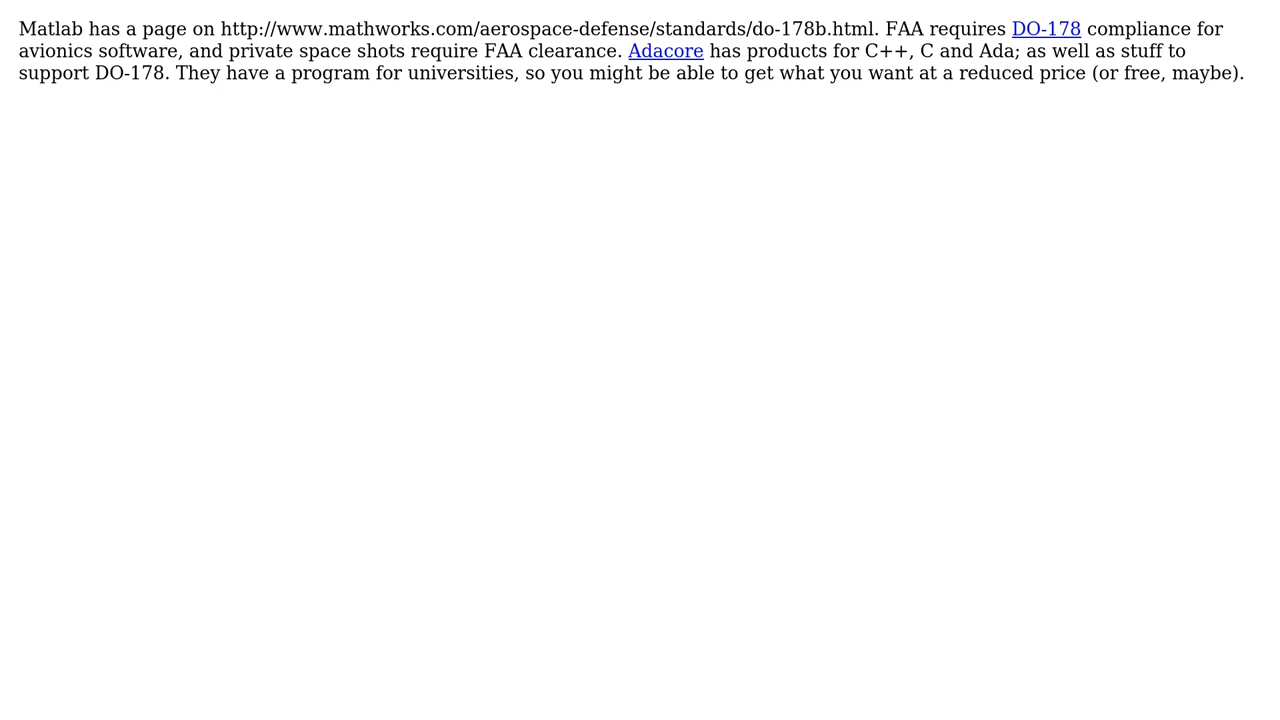 Matlab has a page on http://www.mathworks.com/aerospace-defense/standards/do-178b.html. FAA requires DO-178 compliance for
avionics software, and private space shots require FAA clearance. Adacore has products for C++, C and Ada; as well as stuff to
support DO-178. They have a program for universities, so you might be able to get what you want at a reduced price (or free, maybe).